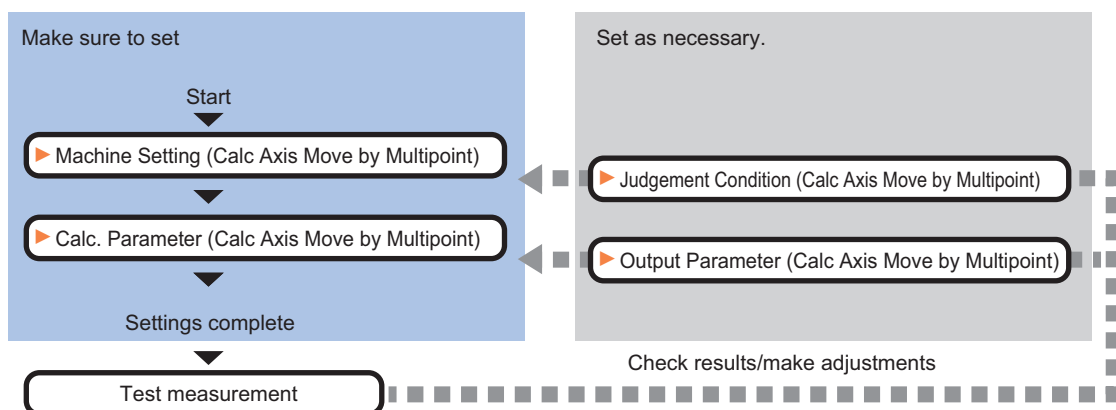 Make sure to set
Start
Machine Setting (Calc Axis Move by Multipoint)
Calc. Parameter (Calc Axis Move by Multipoint)
Settings complete
Test measurement
Set as necessary.
Judgement Condition (Calc Axis Move by Multipoint)
Output Parameter (Calc Axis Move by Multipoint)
Check results/make adjustments